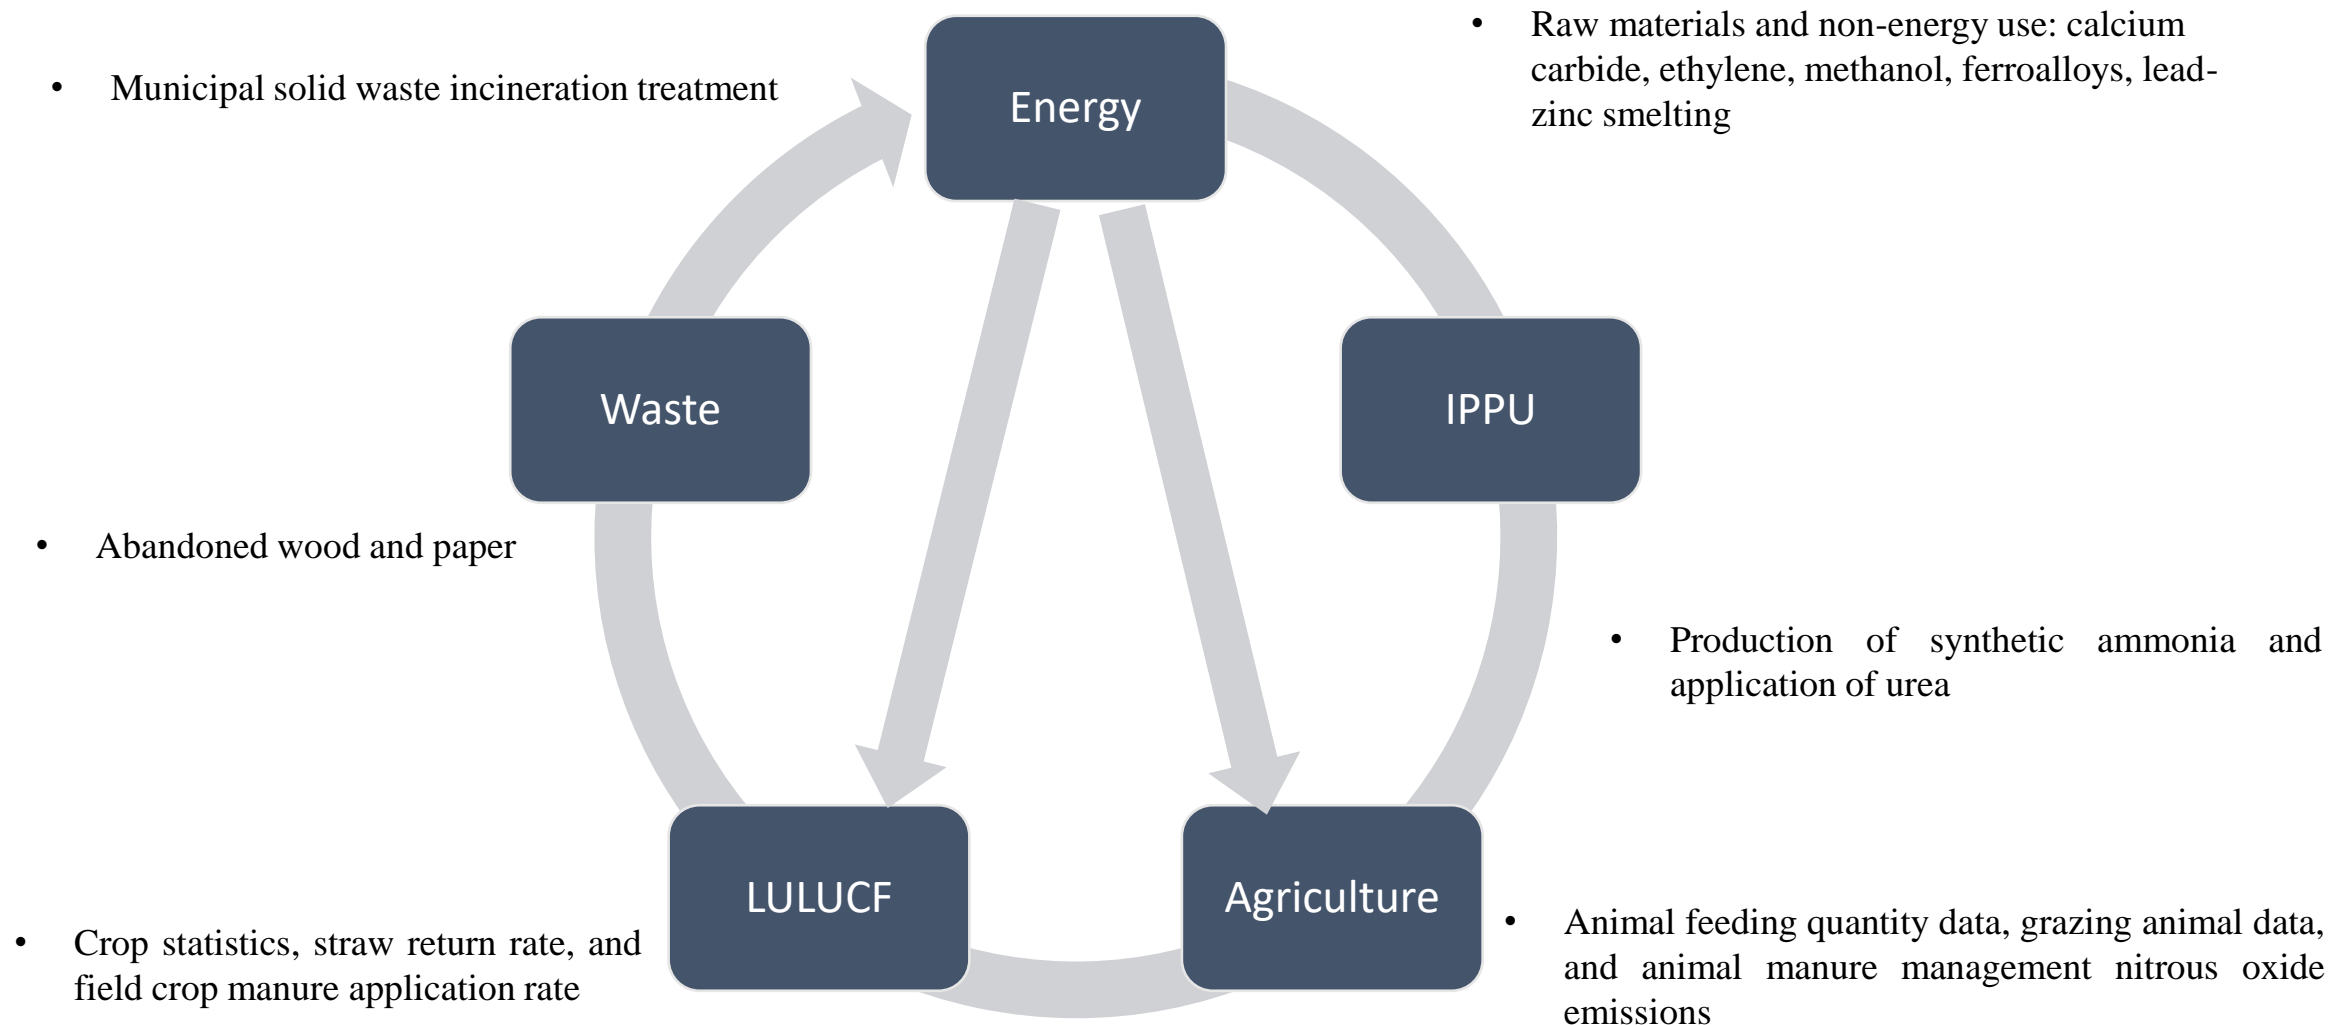 • Raw materials and non-energy use: calcium
carbide, ethylene, methanol, ferroalloys, lead-
zinc smelting
• Municipal solid waste incineration treatment
Energy
Waste
IPPU
• Abandoned wood and paper
• Production of synthetic ammonia and
application of urea
LULUCF
Agriculture
• Crop statistics, straw return rate, and
field crop manure application rate
• Animal feeding quantity data, grazing animal data,
and animal manure management nitrous oxide
emissions